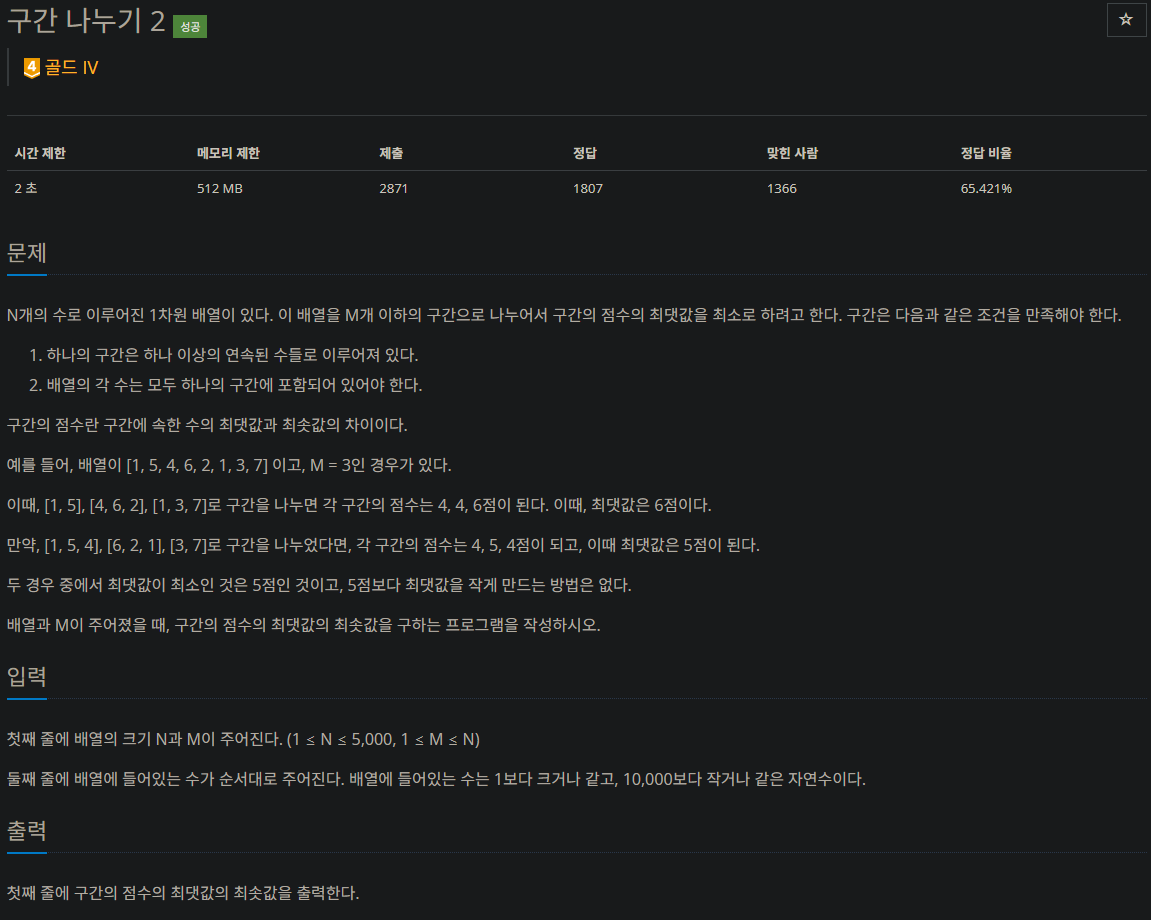 구간 나누기 2 성공
☆
4 골드 IV
시간 제한 메모리 제한 제출 정답 맞힌 사람 정답 비율
2 초 512 MB 2871 1807 1366 65.421%
문제
N개의 수로 이루어진 1차원 배열이 있다. 이 배열을 M개 이하의 구간으로 나누어서 구간의 점수의 최댓값을 최소로 하려고 한다. 구간은 다음과 같은 조건을 만족해야 한다.
1. 하나의 구간은 하나 이상의 연속된 수들로 이루어져 있다.
2. 배열의 각 수는 모두 하나의 구간에 포함되어 있어야 한다.
구간의 점수란 구간에 속한 수의 최댓값과 최솟값의 차이이다.
예를 들어, 배열이 [1, 5, 4, 6, 2, 1, 3, 7] 이고, M = 3인 경우가 있다.
이때, [1, 5], [4, 6, 2], [1, 3, 7]로 구간을 나누면 각 구간의 점수는 4, 4, 6점이 된다. 이때, 최댓값은 6점이다.
만약, [1, 5, 4], [6, 2, 1], [3, 7]로 구간을 나누었다면, 각 구간의 점수는 4, 5, 4점이 되고, 이때 최댓값은 5점이 된다.
두 경우 중에서 최댓값이 최소인 것은 5점인 것이고, 5점보다 최댓값을 작게 만드는 방법은 없다.
배열과 M이 주어졌을 때, 구간의 점수의 최댓값의 최솟값을 구하는 프로그램을 작성하시오.
입력
첫째 줄에 배열의 크기 N과 M이 주어진다. (1 ≤ N ≤ 5,000, 1 ≤ M ≤ N)
둘째 줄에 배열에 들어있는 수가 순서대로 주어진다. 배열에 들어있는 수는 1보다 크거나 같고, 10,000보다 작거나 같은 자연수이다.
출력
첫째 줄에 구간의 점수의 최댓값의 최솟값을 출력한다.